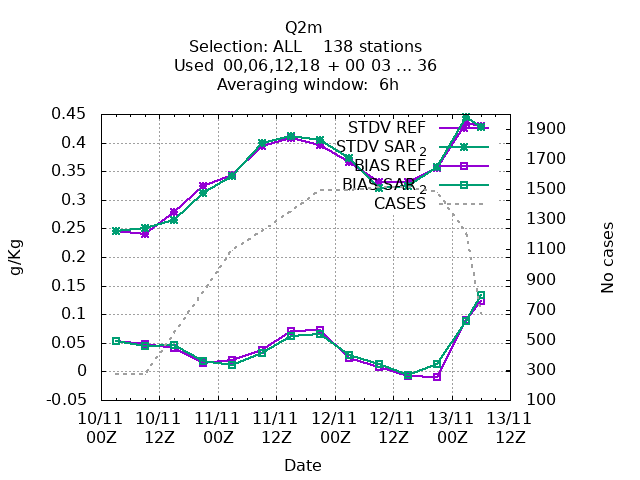 Q2m
Selection: ALL 138 stations
Used 00,06,12,18 + 00 03 ... 36
Averaging window: 6h
0.45
0.4
0.35
0.3
0.25
0.2
0.15
0.1
0.05
0
-0.05
g/Kg
STDV REF
STDV SAR2
BIAS REF
BIAS SAR2
CASES
1900
1700
1500
1300
1100
900
700
500
300
100
No cases
10/11 11/11 11/11 12/11 12/11 13/11 13/11
00Z 12Z 00Z 12Z 00Z 12Z 00Z 12Z
10/11
Date